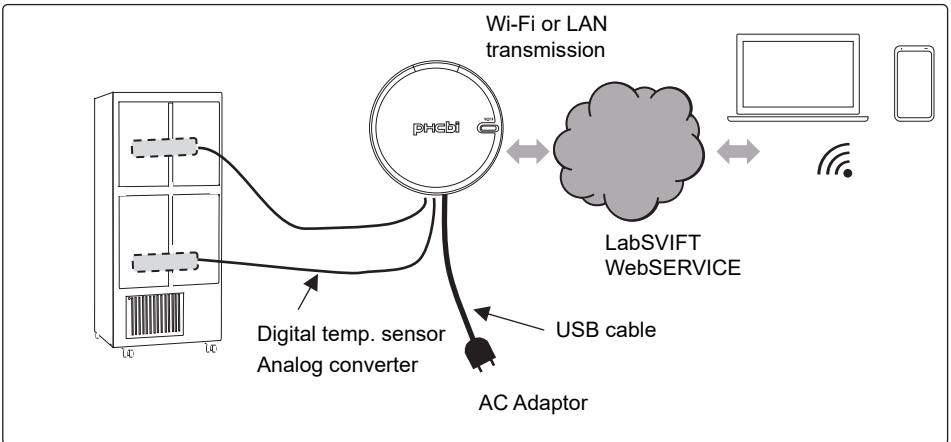 Wi-Fi or LAN
transmission
PHCbi
LabSVIFT
WebSERVICE
Digital temp. sensor
Analog converter
USB cable
AC Adaptor